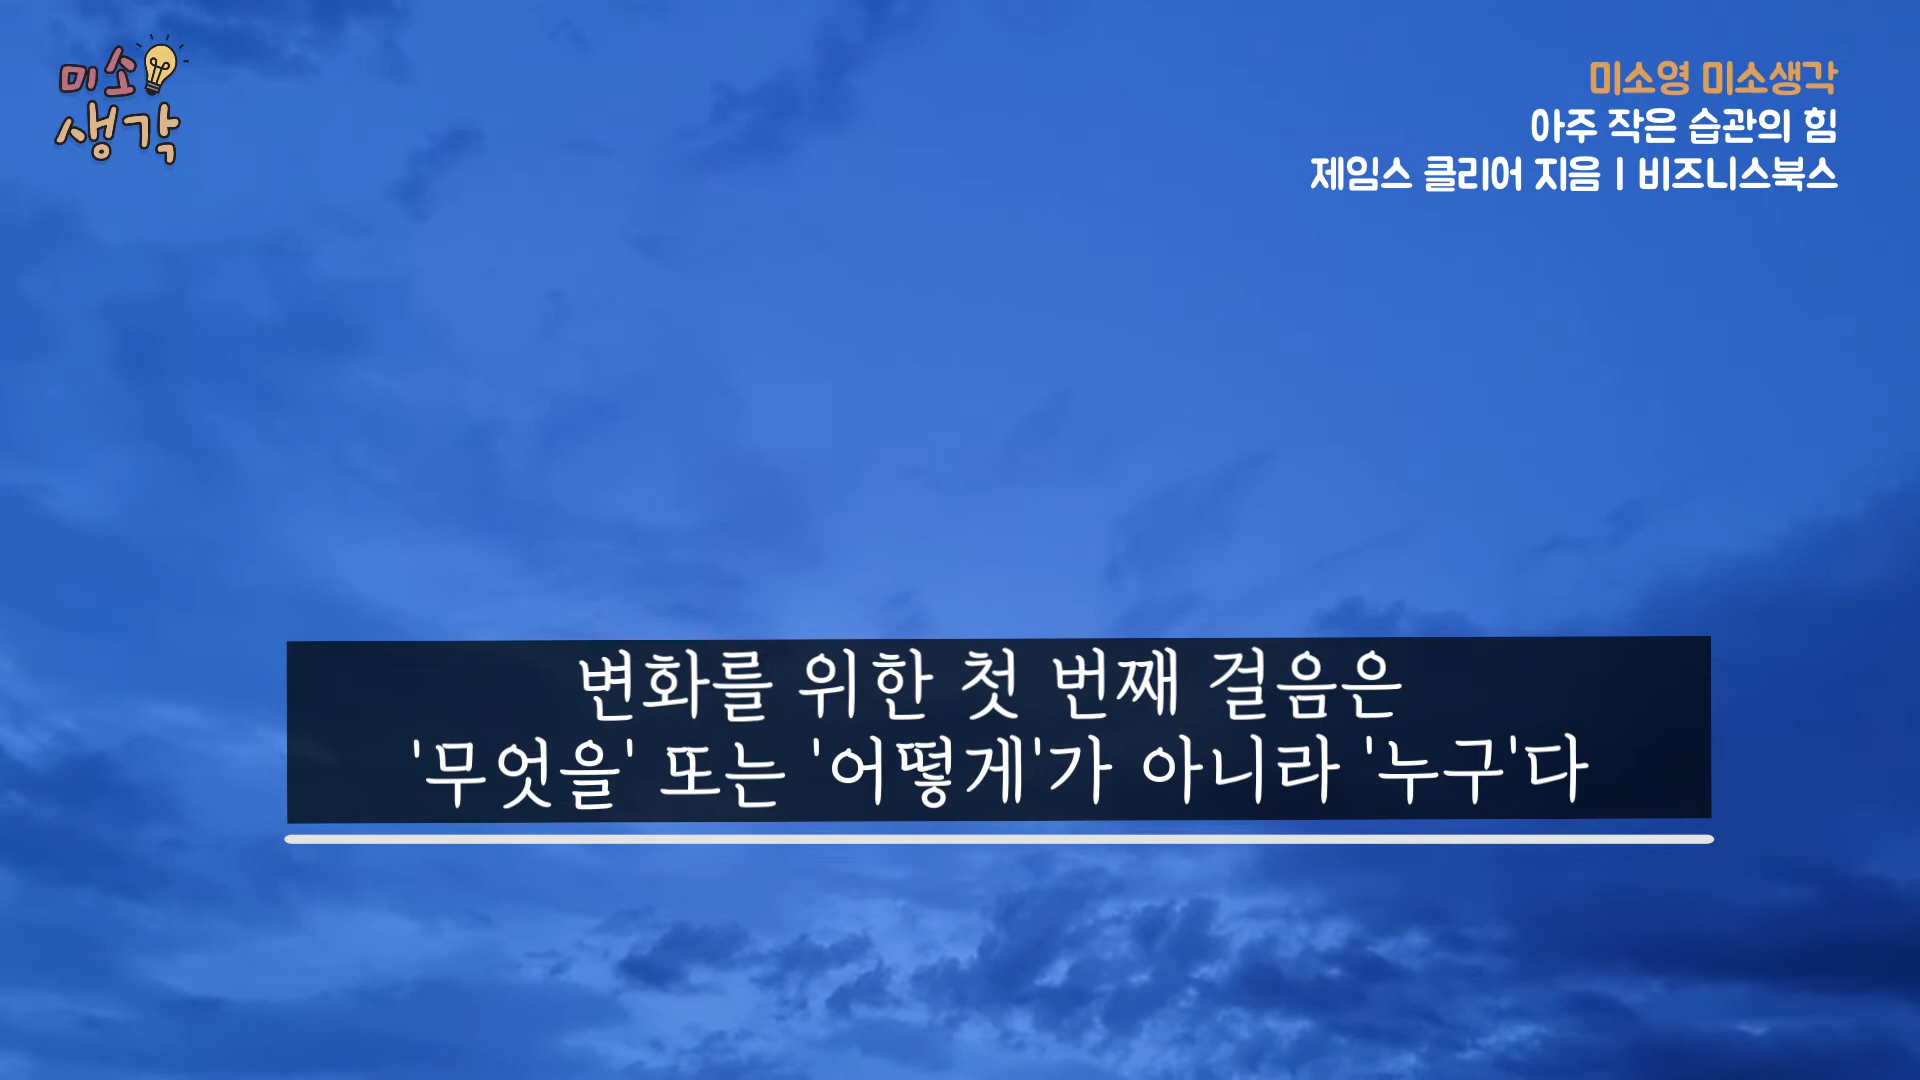 미소
생각
미소영 미소생각
아주 작은 습관의 힘
제임스 클리어 지음 | 비즈니스북스
변화를 위한 첫 번째 걸음은
'무엇을' 또는 '어떻게'가 아니라 '누구'다